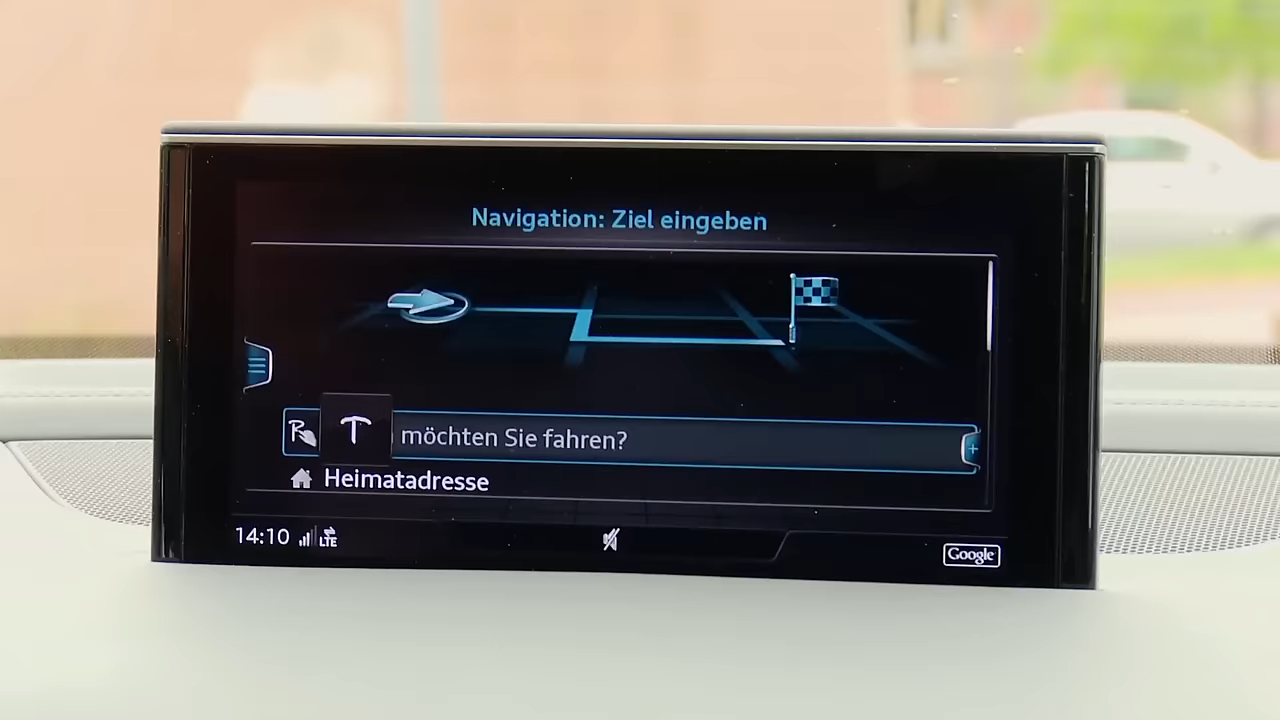 Navigation: Ziel eingeben
T
möchten Sie fahren?
Heimatadresse
14:10 LTE
Google